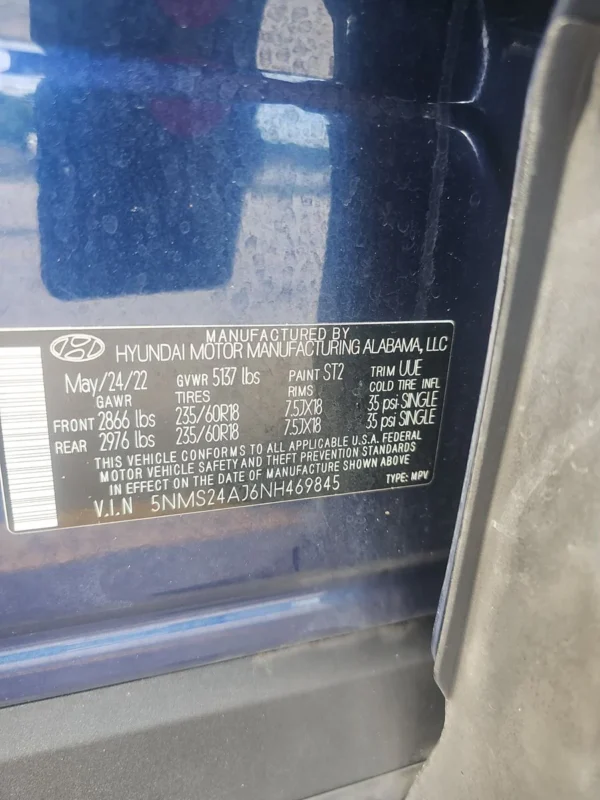 MANUFACTURED BY
HYUNDAI MOTOR MANUFACTURING ALABAMA, LLC
May/24/22 GVWR 5137 lbs PAINT ST2 TRIM UUE
GAWR TIRES RIMS COLD TIRE INFL
FRONT 2866 lbs 235/60R18 7.5JX18 35 psi SINGLE
REAR 2976 lbs 235/60R18 7.5JX18 35 psi SINGLE
THIS VEHICLE CONFORMS TO ALL APPLICABLE U.S.A. FEDERAL
MOTOR VEHICLE SAFETY AND THEFT PREVENTION STANDARDS
IN EFFECT ON THE DATE OF MANUFACTURE SHOWN ABOVE
V.I.N 5NMS24AJ6NH469845 TYPE: MPV